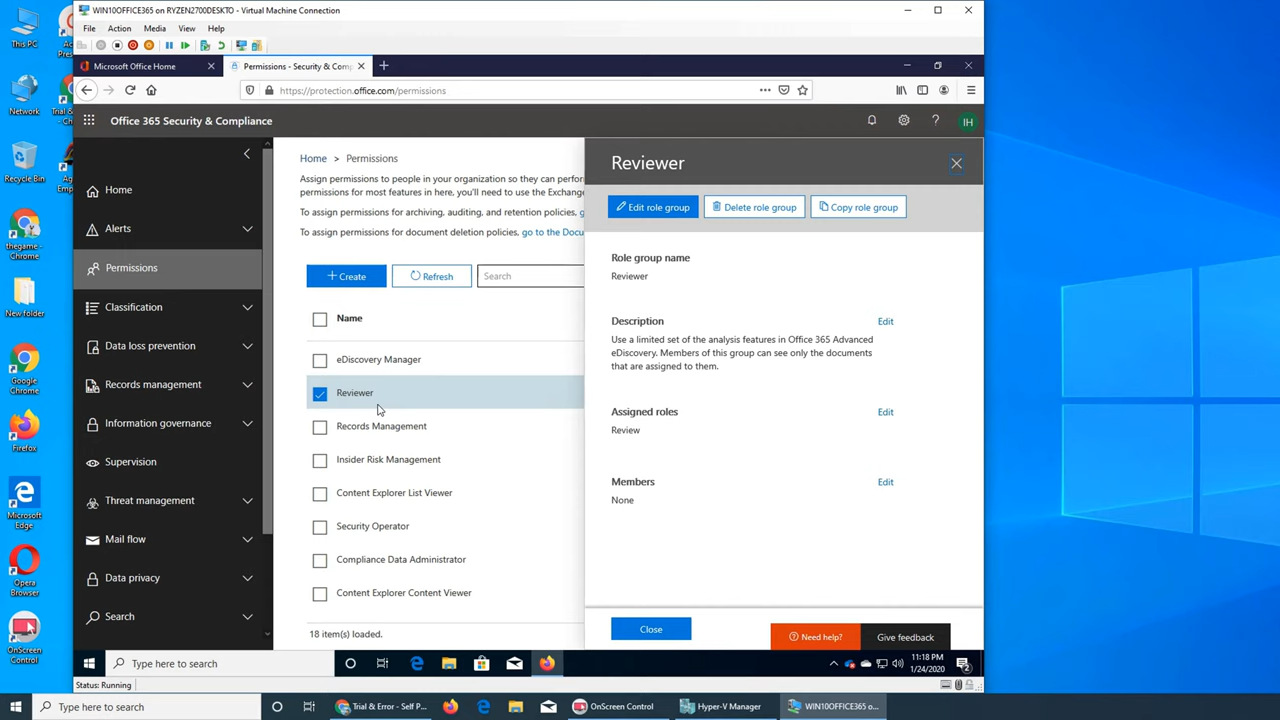 This PC
Network
Recycle Bin
thegame -
Chrome
New folder
Google
Chrome
Firefox
Microsoft
Edge
Opera
Browser
OnScreen
Control
WIN10OFFICE365 on RYZEN2700DESKTO - Virtual Machine Connection
File Action Media View Help
Microsoft Office Home
Permissions - Security & Comp
https://protection.office.com/permissions
Office 365 Security & Compliance
IH
Home
Alerts
Permissions
Classification
Data loss prevention
Records management
Information governance
Supervision
Threat management
Mail flow
Data privacy
Search
Home > Permissions
Assign permissions to people in your organization so they can perform
permissions for most features in here, you'll need to use the Exchange
To assign permissions for archiving, auditing, and retention policies, g
To assign permissions for document deletion policies, go to the Docu
+ Create
Refresh
Search
Name
eDiscovery Manager
Reviewer
Records Management
Insider Risk Management
Content Explorer List Viewer
Security Operator
Compliance Data Administrator
Content Explorer Content Viewer
18 item(s) loaded.
Reviewer
Edit role group
Delete role group
Copy role group
Role group name
Reviewer
Description Edit
Use a limited set of the analysis features in Office 365 Advanced
eDiscovery. Members of this group can see only the documents
that are assigned to them.
Assigned roles Edit
Review
Members Edit
None
Close
Need help?
Give feedback
Type here to search
11:18 PM
1/24/2020
2
Status: Running
Type here to search
Trial & Error - Self P...
OnScreen Control
Hyper-V Manager
WIN10OFFICE365 o...